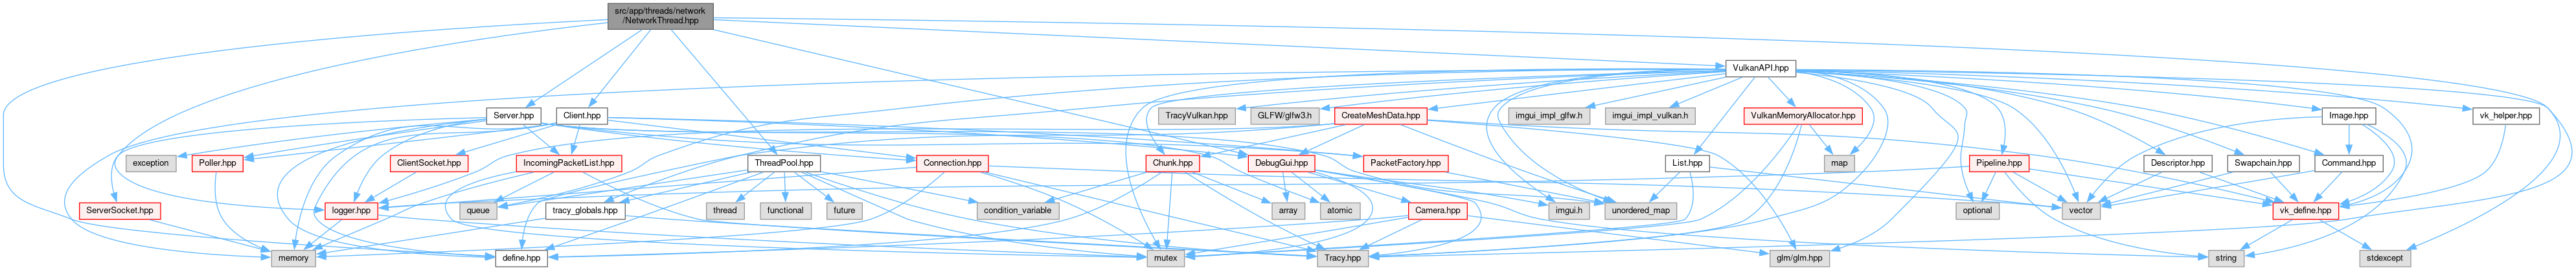 src/app/threads/network
/NetworkThread.hpp
VulkanAPI.hpp
Server.hpp
Client.hpp
TracyVulkan.hpp
GLFW/glfw3.h
CreateMeshData.hpp
imgui_impl_glfw.h
imgui_impl_vulkan.h
VulkanMemoryAllocator.hpp
Image.hpp
vk_helper.hpp
exception
Poller.hpp
ClientSocket.hpp
IncomingPacketList.hpp
ThreadPool.hpp
Connection.hpp
Chunk.hpp
DebugGui.hpp
PacketFactory.hpp
List.hpp
map
Pipeline.hpp
Descriptor.hpp
Swapchain.hpp
Command.hpp
ServerSocket.hpp
logger.hpp
queue
tracy_globals.hpp
thread
functional
future
condition_variable
array
atomic
Camera.hpp
imgui.h
unordered_map
optional
vector
vk_define.hpp
memory
define.hpp
mutex
Tracy.hpp
glm/glm.hpp
string
stdexcept